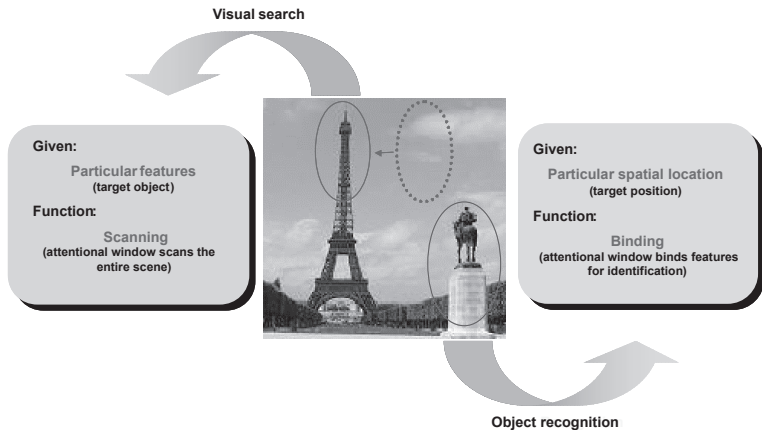 Visual search
Given:
Particular features
(target object)
Function:
Scanning
(attentional window scans the
entire scene)
Given:
Particular spatial location
(target position)
Function:
Binding
(attentional window binds features
for identification)
Object recognition